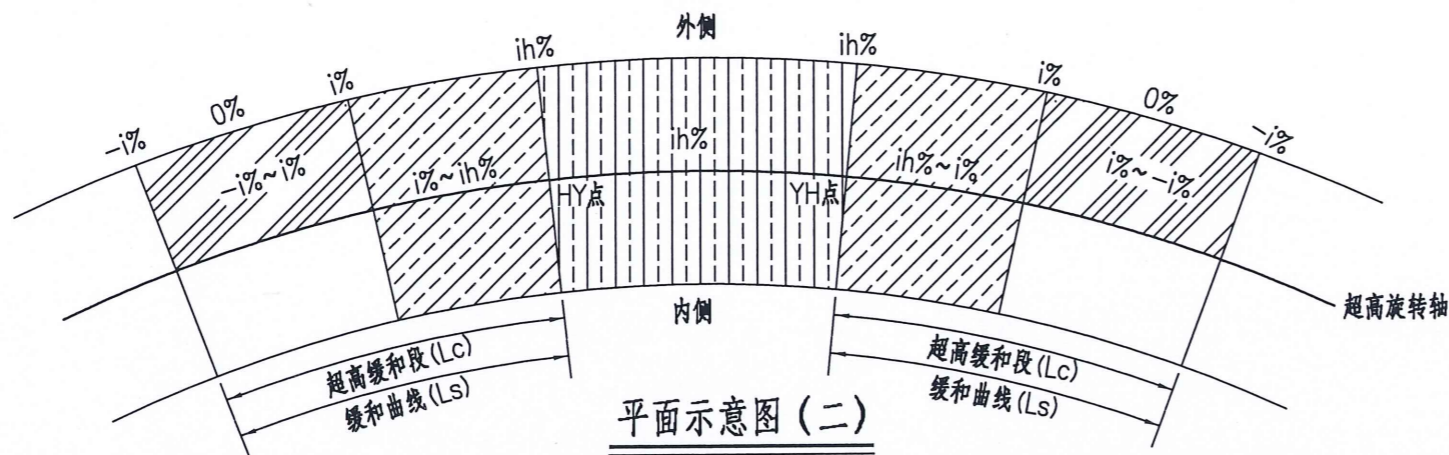 外侧
ih%
ih%
i%
i%
0%
0%
-i%
-i%
-i%~i%
i%~ih%
ih%
ih%~i%
i%~-i%
HY点
YH点
超高旋转轴
内侧
超高缓和段(Lc)
超高缓和段(Lc)
缓和曲线(Ls)
缓和曲线(Ls)
平面示意图（二）